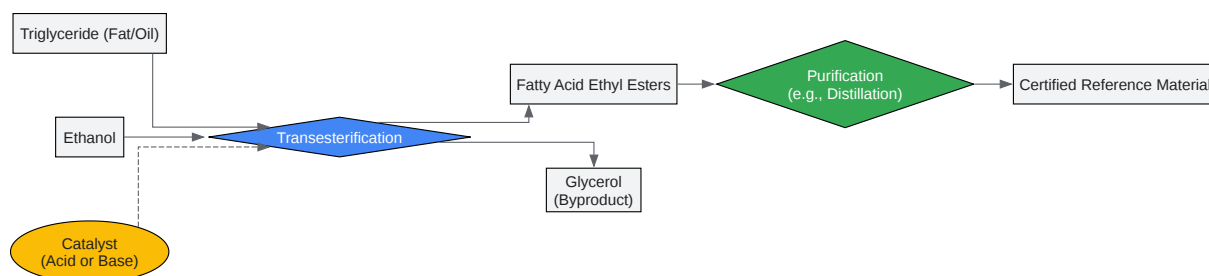 Triglyceride (Fat/Oil)
Ethanol
Catalyst
(Acid or Base)
Transesterification
Fatty Acid Ethyl Esters
Glycerol
(Byproduct)
Purification
(e.g., Distillation)
Certified Reference Material